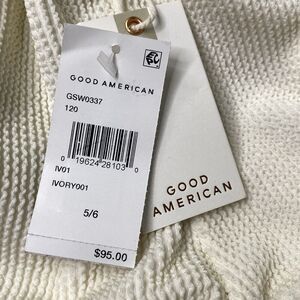 GOOD AMERICAN
GSW0337
120
0 19624 28103 0
IV01
IVORY001
5/6
$95.00
GOOD
AMERICAN